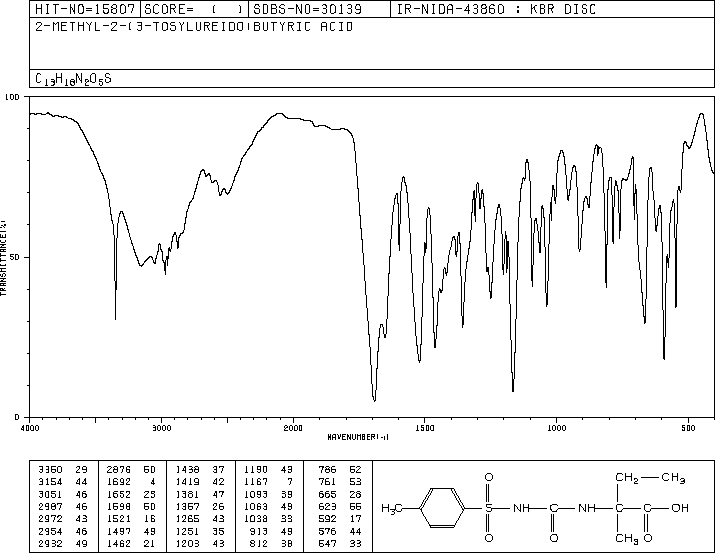 HIT-NO=15807 SCORE= ( ) SDBS-NO=30139 IR-NIDA-43860 : KBR DISC
2-METHYL-2-(3-TOSYLUREIDO)BUTYRIC ACID
C13H18N2O5S
100
TRANSMITTANCE(%)
50
0
4000 3000 2000 1500 1000 500
WAVENUMBER(-1)
3360 29 2876 50 1438 37 1190 43 786 52
3154 44 1692 4 1419 42 1167 7 761 53
3051 46 1652 25 1381 47 1093 39 665 28
2987 46 1598 50 1357 26 1063 49 623 55
2972 43 1521 16 1265 43 1038 33 592 17
2954 46 1497 49 1251 35 913 49 576 44
2932 49 1462 21 1203 43 812 38 547 33
O CH2 CH3
H3C S NH NH C OH
O O CH3 O